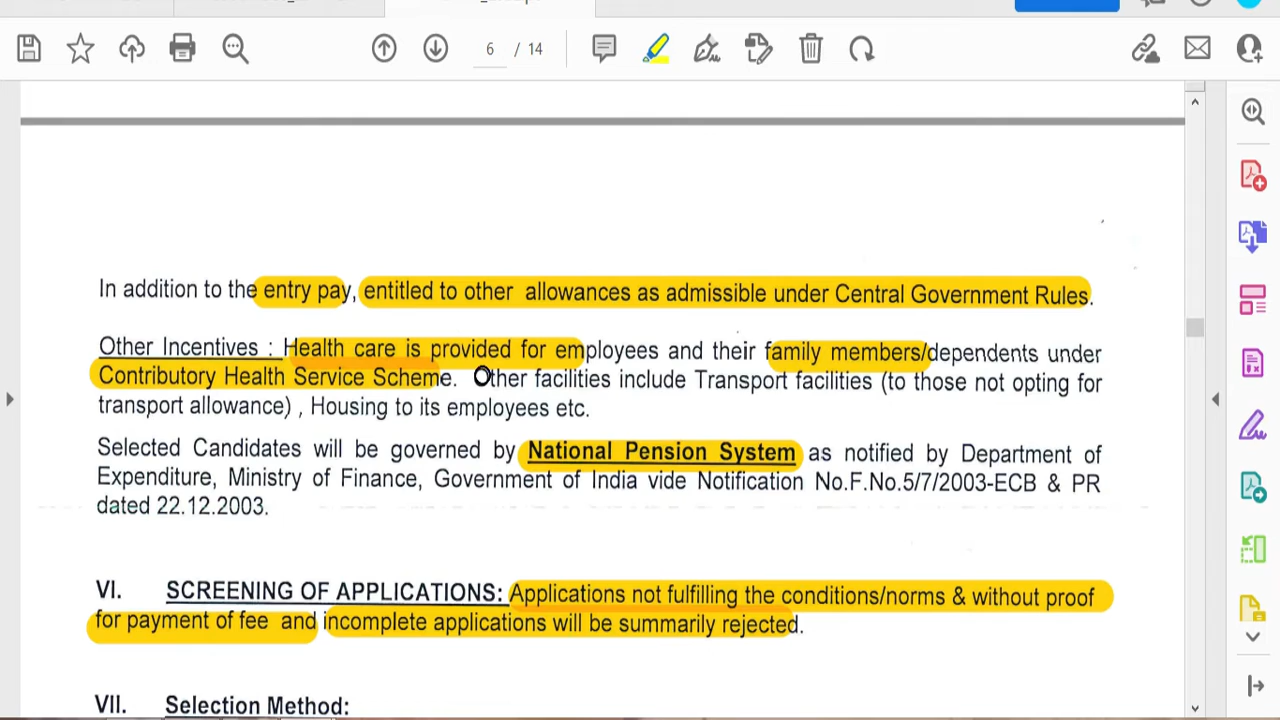 6 / 14
In addition to the entry pay, entitled to other allowances as admissible under Central Government Rules.
Other Incentives : Health care is provided for employees and their family members/dependents under
Contributory Health Service Scheme. Other facilities include Transport facilities (to those not opting for
transport allowance) , Housing to its employees etc.
Selected Candidates will be governed by National Pension System as notified by Department of
Expenditure, Ministry of Finance, Government of India vide Notification No.F.No.5/7/2003-ECB & PR
dated 22.12.2003.
VI. SCREENING OF APPLICATIONS: Applications not fulfilling the conditions/norms & without proof
for payment of fee and incomplete applications will be summarily rejected.
VII. Selection Method: